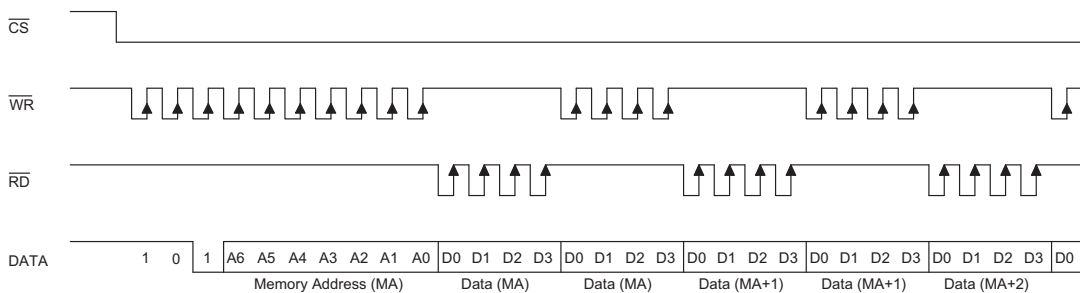 CS
WR
RD
DATA 1 0 1 A6 A5 A4 A3 A2 A1 A0 D0 D1 D2 D3 D0 D1 D2 D3 D0 D1 D2 D3 D0 D1 D2 D3 D0 D1 D2 D3 D0
Memory Address (MA) Data (MA) Data (MA) Data (MA+1) Data (MA+1) Data (MA+2)